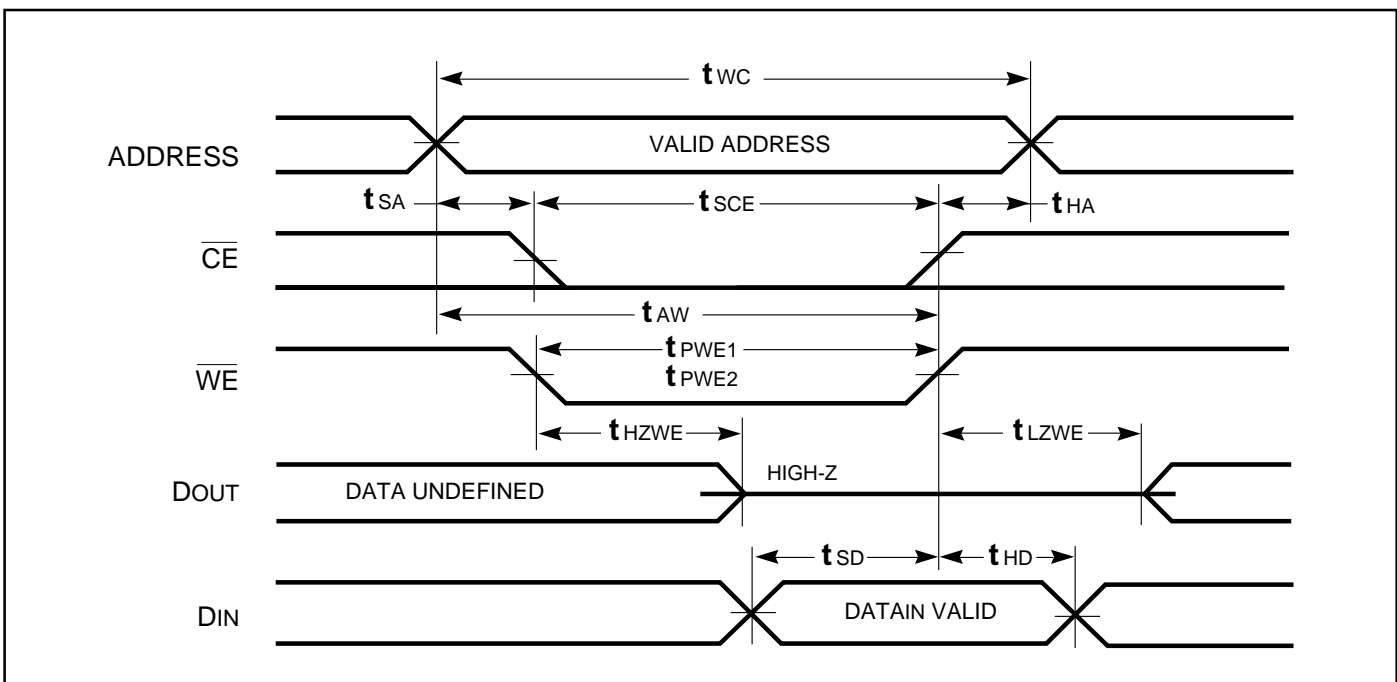 tWC
ADDRESS
VALID ADDRESS
tSA
tSCE
tHA
CE
tAW
WE
tPWE1
tPWE2
tHZWE
tLZWE
DOUT
DATA UNDEFINED
HIGH-Z
tSD
tHD
DIN
DATAIN VALID